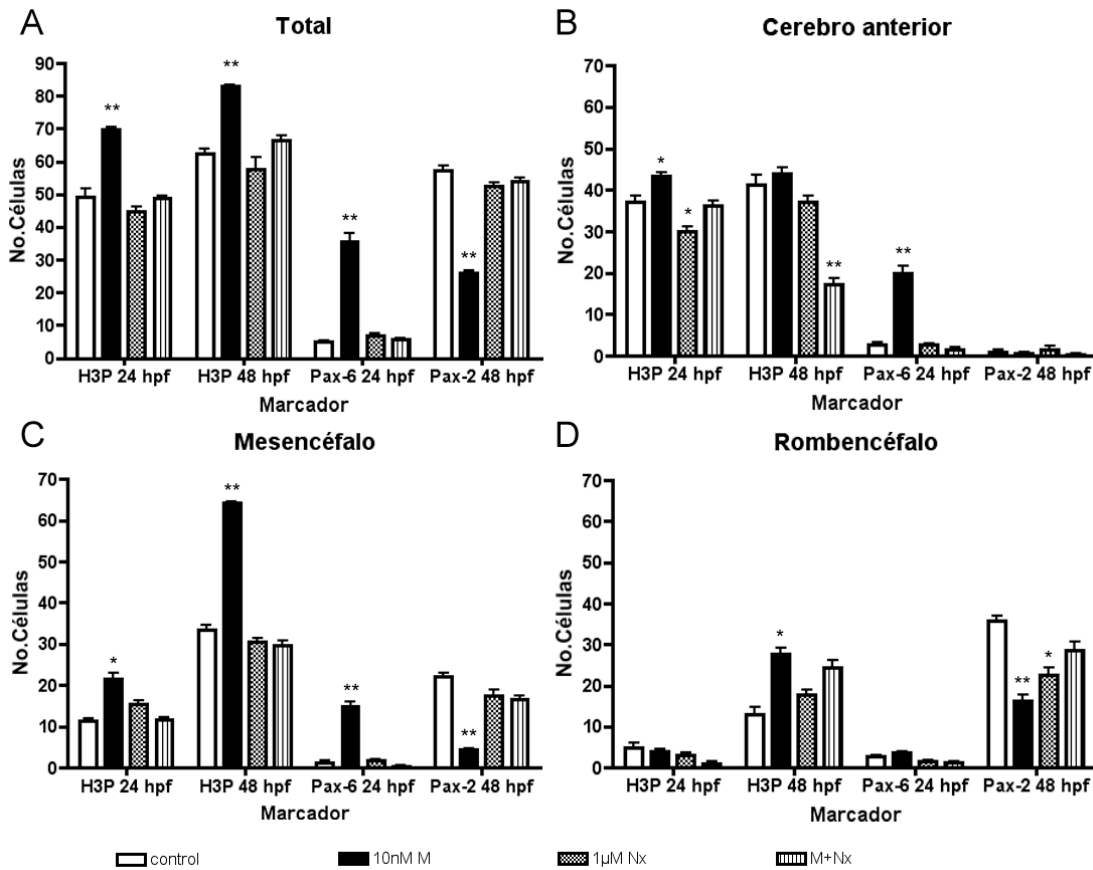 A
Total
No.Células
90
80
70
60
50
40
30
20
10
0
**
**
**
**
H3P 24 hpf
H3P 48 hpf
Pax-6 24 hpf
Pax-2 48 hpf
Marcador
B
Cerebro anterior
No.Células
70
60
50
40
30
20
10
0
*
*
**
**
H3P 24 hpf
H3P 48 hpf
Pax-6 24 hpf
Pax-2 48 hpf
Marcador
C
Mesencéfalo
No.Células
70
60
50
40
30
20
10
0
*
**
**
**
H3P 24 hpf
H3P 48 hpf
Pax-6 24 hpf
Pax-2 48 hpf
Marcador
D
Rombencéfalo
No.Células
70
60
50
40
30
20
10
0
*
**
*
H3P 24 hpf
H3P 48 hpf
Pax-6 24 hpf
Pax-2 48 hpf
Marcador
control
10nM M
1µM Nx
M+Nx